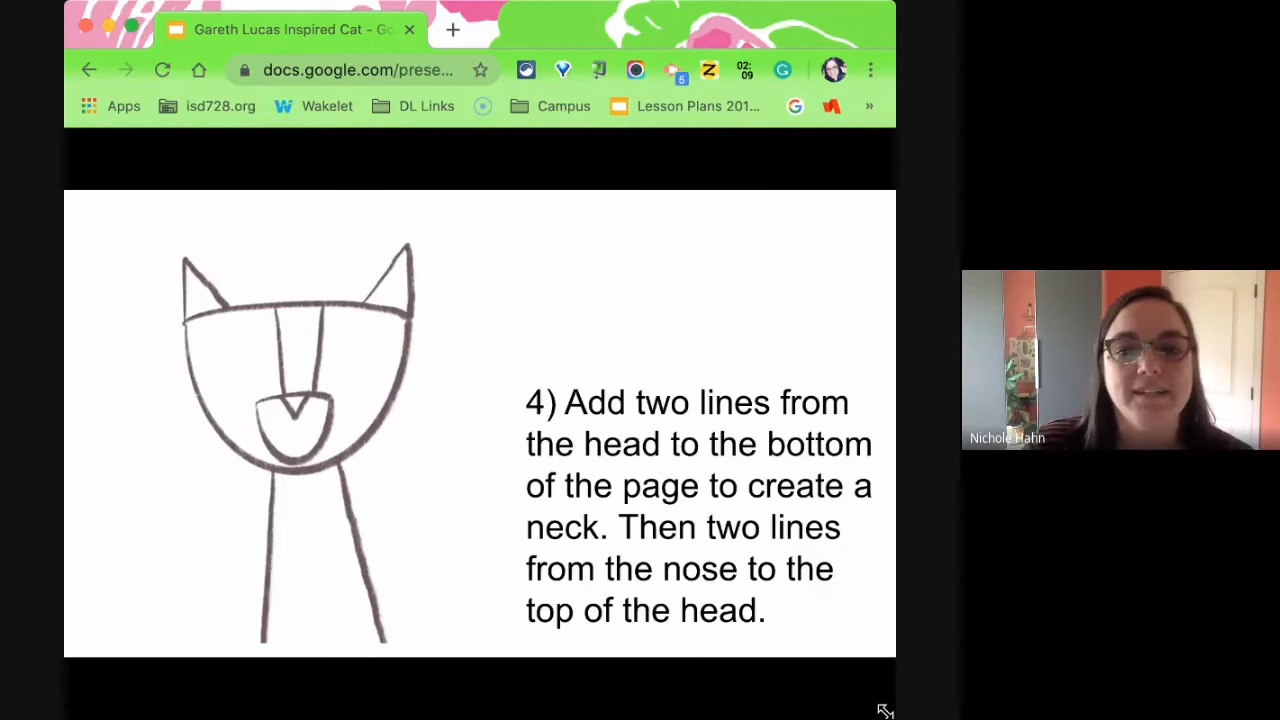 Gareth Lucas Inspired Cat - Go
docs.google.com/prese...
5
Z
02:
09
G
Apps
isd728.org
Wakelet
DL Links
Campus
Lesson Plans 201...
G
»
4) Add two lines from
the head to the bottom
of the page to create a
neck. Then two lines
from the nose to the
top of the head.
Nichole Hahn